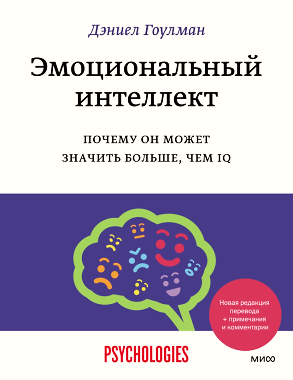 Дэниел Гоулман
Эмоциональный
интеллект
ПОЧЕМУ ОН МОЖЕТ
ЗНАЧИТЬ БОЛЬШЕ, ЧЕМ IQ
Новая редакция
перевода
+ примечания
и комментарии
PSYCHOLOGIES
МИФ